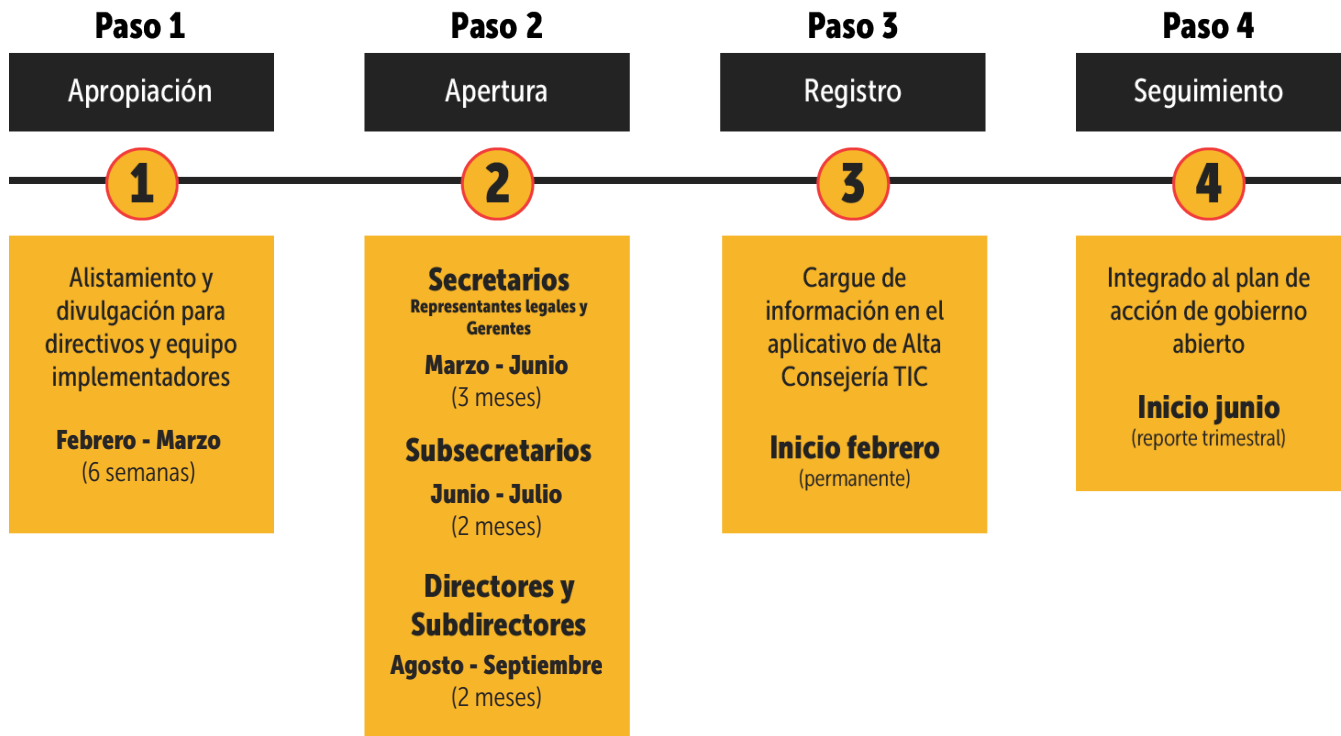 Paso 1
Apropiación
1
Alistamiento y
divulgación para
directivos y equipo
implementadores
Febrero - Marzo
(6 semanas)
Paso 2
Apertura
2
Secretarios
Representantes legales y
Gerentes
Marzo - Junio
(3 meses)
Subsecretarios
Junio - Julio
(2 meses)
Directores y
Subdirectores
Agosto - Septiembre
(2 meses)
Paso 3
Registro
3
Cargue de
información en el
aplicativo de Alta
Consejería TIC
Inicio febrero
(permanente)
Paso 4
Seguimiento
4
Integrado al plan de
acción de gobierno
abierto
Inicio junio
(reporte trimestral)